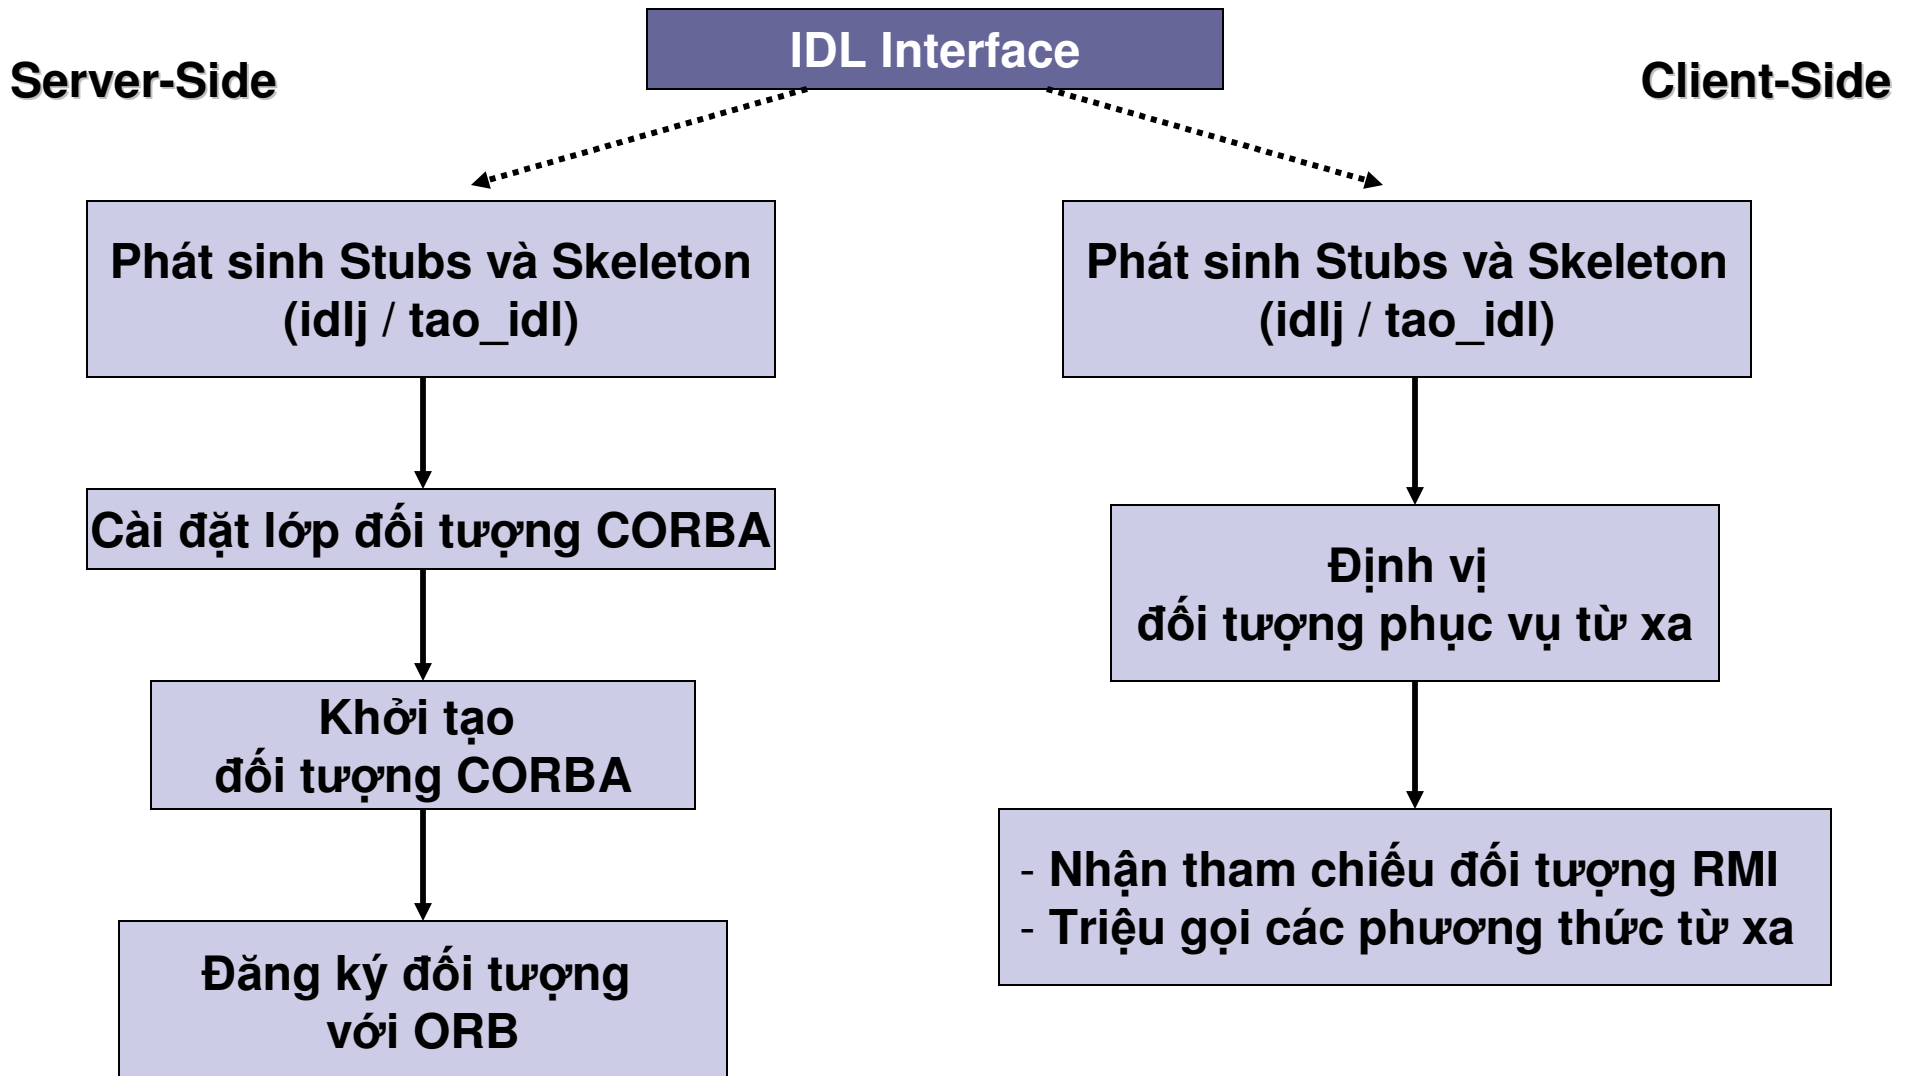 IDL Interface
Server-Side
Client-Side
Phát sinh Stubs và Skeleton
(idlj / tao_idl)
Cài đặt lớp đối tượng CORBA
Khởi tạo
đối tượng CORBA
Đăng ký đối tượng
với ORB
Phát sinh Stubs và Skeleton
(idlj / tao_idl)
Định vị
đối tượng phục vụ từ xa
- Nhận tham chiếu đối tượng RMI
- Triệu gọi các phương thức từ xa